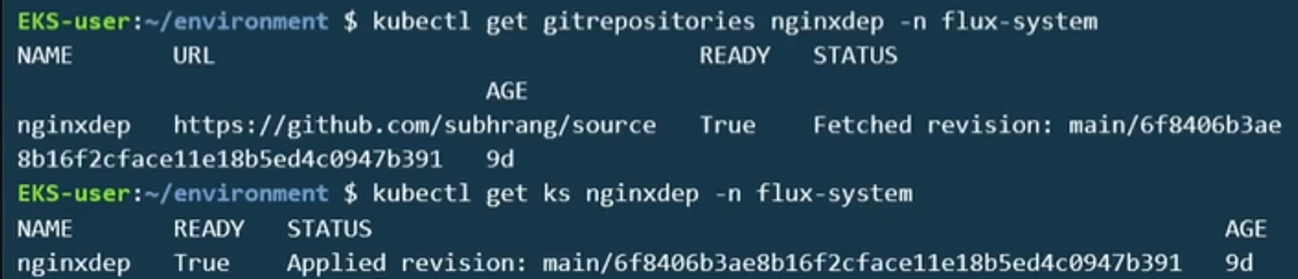 EKS-user:~/environment $ kubectl get gitrepositories nginxdep -n flux-system
NAME URL READY STATUS
AGE
nginxdep https://github.com/subhrang/source True Fetched revision: main/6f8406b3ae
8b16f2cface11e18b5ed4c0947b391 9d
EKS-user:~/environment $ kubectl get ks nginxdep -n flux-system
NAME READY STATUS AGE
nginxdep True Applied revision: main/6f8406b3ae8b16f2cface11e18b5ed4c0947b391 9d